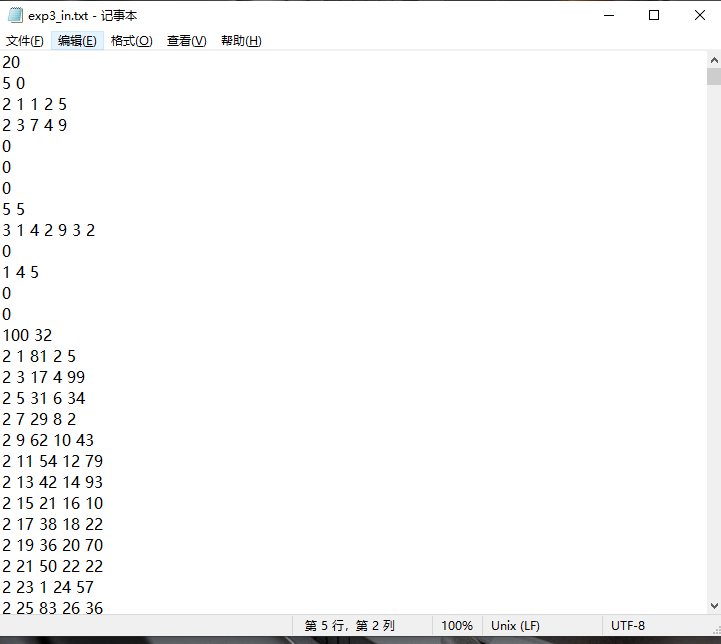 exp3_in.txt - 记事本
文件(F) 编辑(E) 格式(O) 查看(V) 帮助(H)
20
5 0
2 1 1 2 5
2 3 7 4 9
0
0
0
5 5
3 1 4 2 9 3 2
0
1 4 5
0
0
100 32
2 1 81 2 5
2 3 17 4 99
2 5 31 6 34
2 7 29 8 2
2 9 62 10 43
2 11 54 12 79
2 13 42 14 93
2 15 21 16 10
2 17 38 18 22
2 19 36 20 70
2 21 50 22 22
2 23 1 24 57
2 25 83 26 36
第 5 行，第 2 列 100% Unix (LF) UTF-8